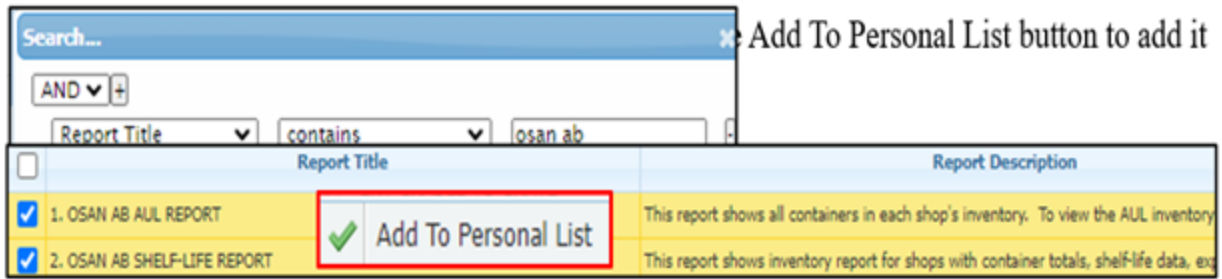 Search...
Add To Personal List button to add it
AND +
Report Title contains osan ab
Report Title Report Description
1. OSAN AB AUL REPORT This report shows all containers in each shop's inventory. To view the AUL inventory
Add To Personal List
2. OSAN AB SHELF-LIFE REPORT This report shows inventory report for shops with container totals, shelf-life data,